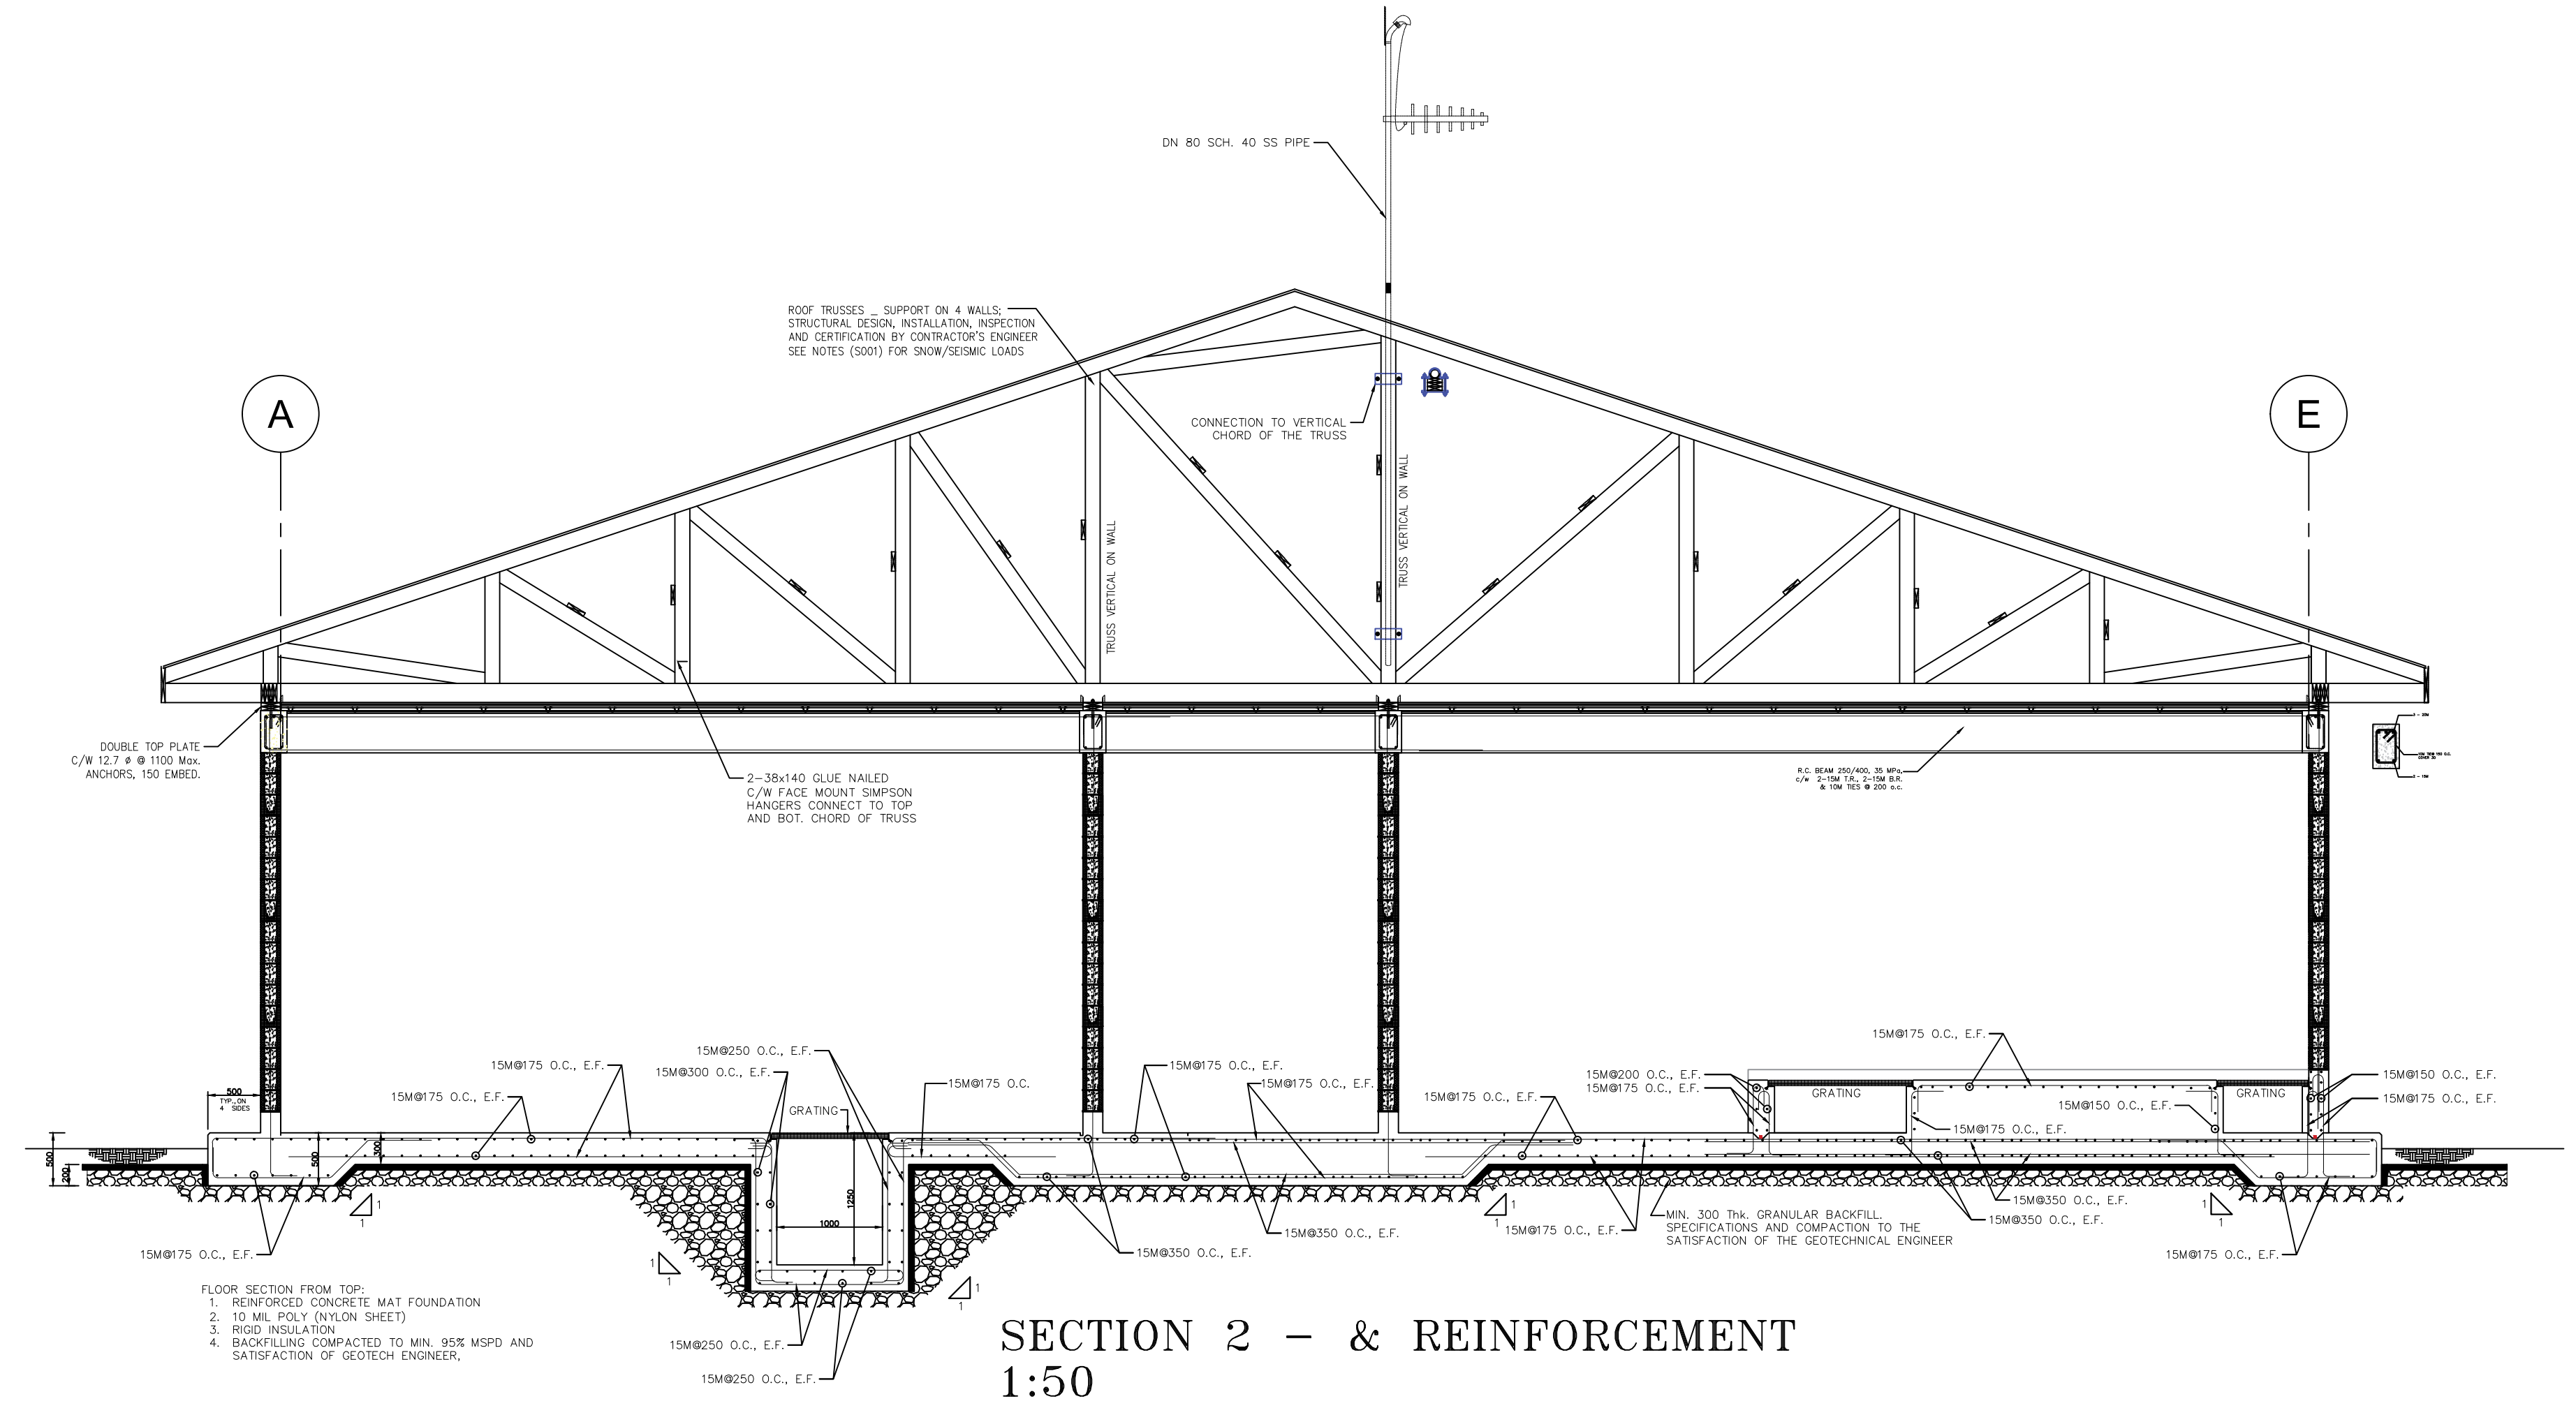 DN 80 SCH. 40 SS PIPE
ROOF TRUSSES _ SUPPORT ON 4 WALLS;
STRUCTURAL DESIGN, INSTALLATION, INSPECTION
AND CERTIFICATION BY CONTRACTOR'S ENGINEER
SEE NOTES (S001) FOR SNOW/SEISMIC LOADS
A
E
CONNECTION TO VERTICAL
CHORD OF THE TRUSS
TRUSS VERTICAL ON WALL
TRUSS VERTICAL ON WALL
DOUBLE TOP PLATE
C/W 12.7 ø @ 1100 Max.
ANCHORS, 150 EMBED.
2-38x140 GLUE NAILED
C/W FACE MOUNT SIMPSON
HANGERS CONNECT TO TOP
AND BOT. CHORD OF TRUSS
R.C. BEAM 250/400, 35 MPa,
c/w 2-15M T.R., 2-15M B.R.
& 10M TIES @ 200 o.c.
15M@175 O.C., E.F.
15M@250 O.C., E.F.
15M@175 O.C., E.F.
15M@300 O.C., E.F.
15M@175 O.C.
15M@175 O.C., E.F.
15M@175 O.C., E.F.
15M@200 O.C., E.F.
15M@175 O.C., E.F.
15M@150 O.C., E.F.
15M@175 O.C., E.F.
500
TYP., ON
4 SIDES
15M@175 O.C., E.F.
GRATING
15M@175 O.C., E.F.
GRATING
GRATING
15M@150 O.C., E.F.
15M@175 O.C., E.F.
500
200
500
300
1250
1000
15M@350 O.C., E.F.
15M@350 O.C., E.F.
15M@175 O.C., E.F.
MIN. 300 Thk. GRANULAR BACKFILL.
SPECIFICATIONS AND COMPACTION TO THE
SATISFACTION OF THE GEOTECHNICAL ENGINEER
15M@350 O.C., E.F.
15M@350 O.C., E.F.
15M@175 O.C., E.F.
15M@175 O.C., E.F.
1
1
1
1
1
1
1
1
1
1
FLOOR SECTION FROM TOP:
1. REINFORCED CONCRETE MAT FOUNDATION
2. 10 MIL POLY (NYLON SHEET)
3. RIGID INSULATION
4. BACKFILLING COMPACTED TO MIN. 95% MSPD AND
SATISFACTION OF GEOTECH ENGINEER,
15M@250 O.C., E.F.
15M@250 O.C., E.F.
SECTION 2 - & REINFORCEMENT
1:50